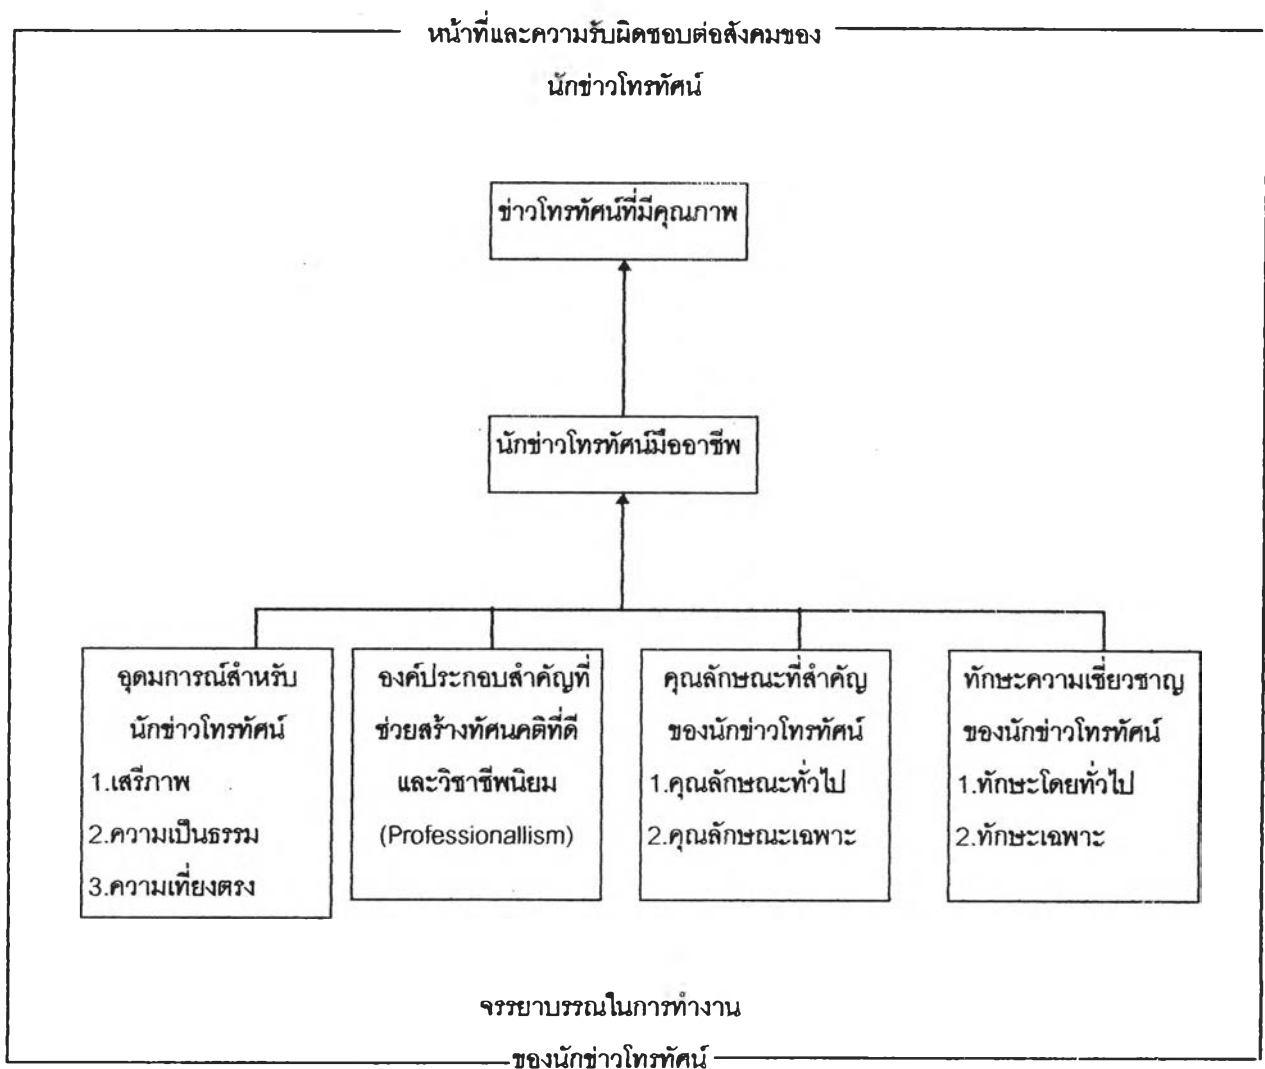 หน้าที่และความรับผิดชอบต่อสังคมของ
นักข่าวโทรทัศน์
ข่าวโทรทัศน์ที่มีคุณภาพ
นักข่าวโทรทัศน์มืออาชีพ
อุดมการณ์สำหรับ
นักข่าวโทรทัศน์
1.เสรีภาพ
2.ความเป็นธรรม
3.ความเที่ยงตรง
องค์ประกอบสำคัญที่
ช่วยสร้างทัศนคติที่ดี
และวิชาชีพนิยม
(Professionallism)
คุณลักษณะที่สำคัญ
ของนักข่าวโทรทัศน์
1.คุณลักษณะทั่วไป
2.คุณลักษณะเฉพาะ
ทักษะความเชี่ยวชาญ
ของนักข่าวโทรทัศน์
1.ทักษะโดยทั่วไป
2.ทักษะเฉพาะ
จรรยาบรรณในการทำงาน
ของนักข่าวโทรทัศน์